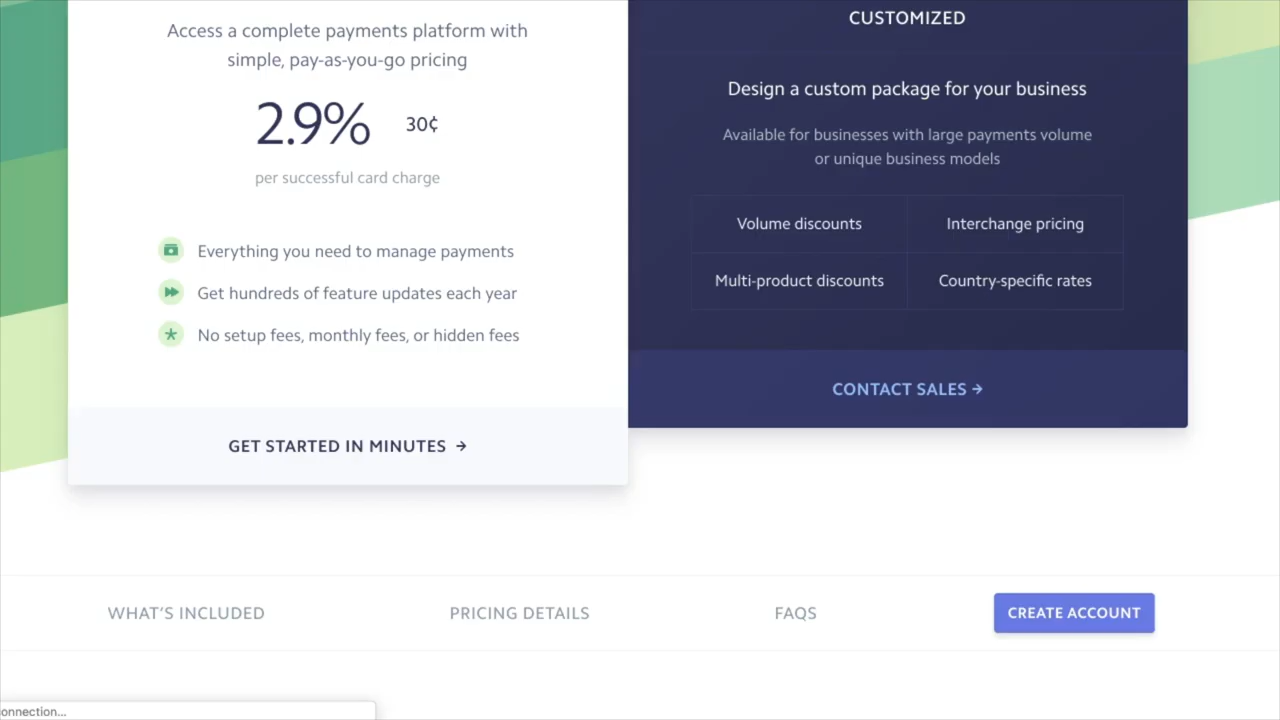 Access a complete payments platform with
simple, pay-as-you-go pricing
2.9% 30¢
per successful card charge
Everything you need to manage payments
Get hundreds of feature updates each year
No setup fees, monthly fees, or hidden fees
GET STARTED IN MINUTES →
CUSTOMIZED
Design a custom package for your business
Available for businesses with large payments volume
or unique business models
Volume discounts
Interchange pricing
Multi-product discounts
Country-specific rates
CONTACT SALES →
WHAT'S INCLUDED
PRICING DETAILS
FAQS
CREATE ACCOUNT
onnection...